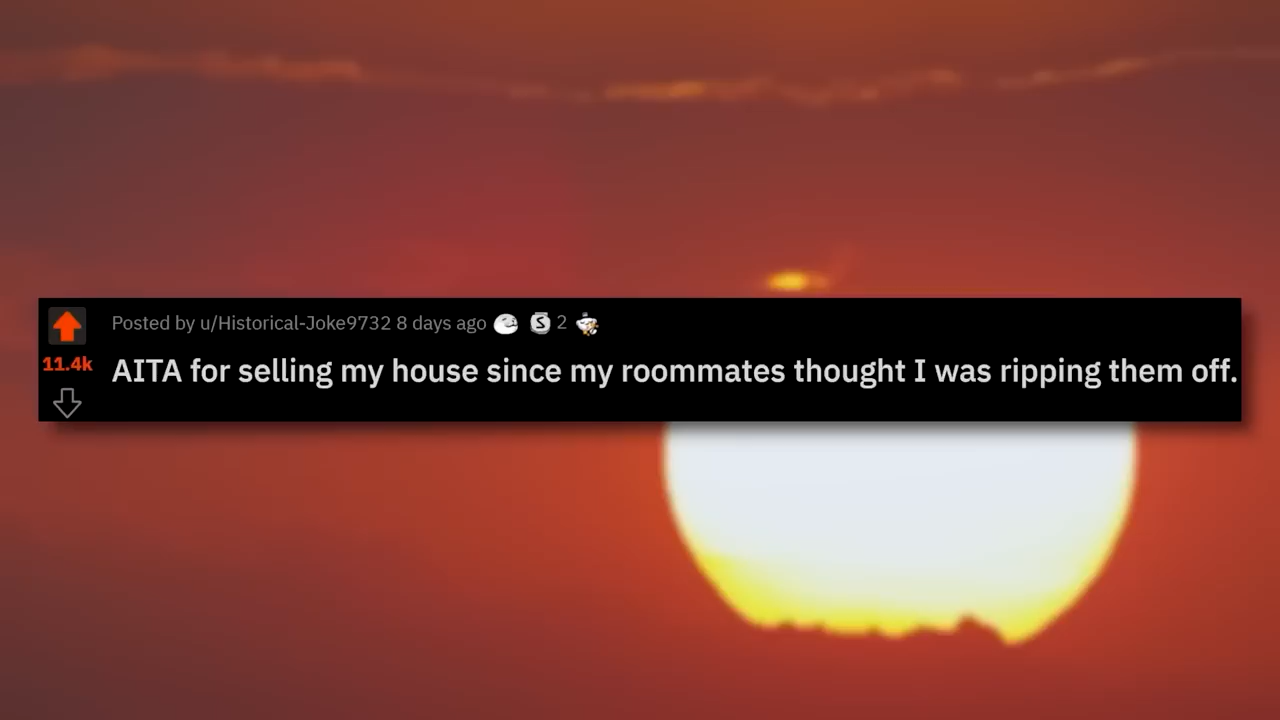 Posted by u/Historical-Joke9732 8 days ago S 2
11.4k
AITA for selling my house since my roommates thought I was ripping them off.